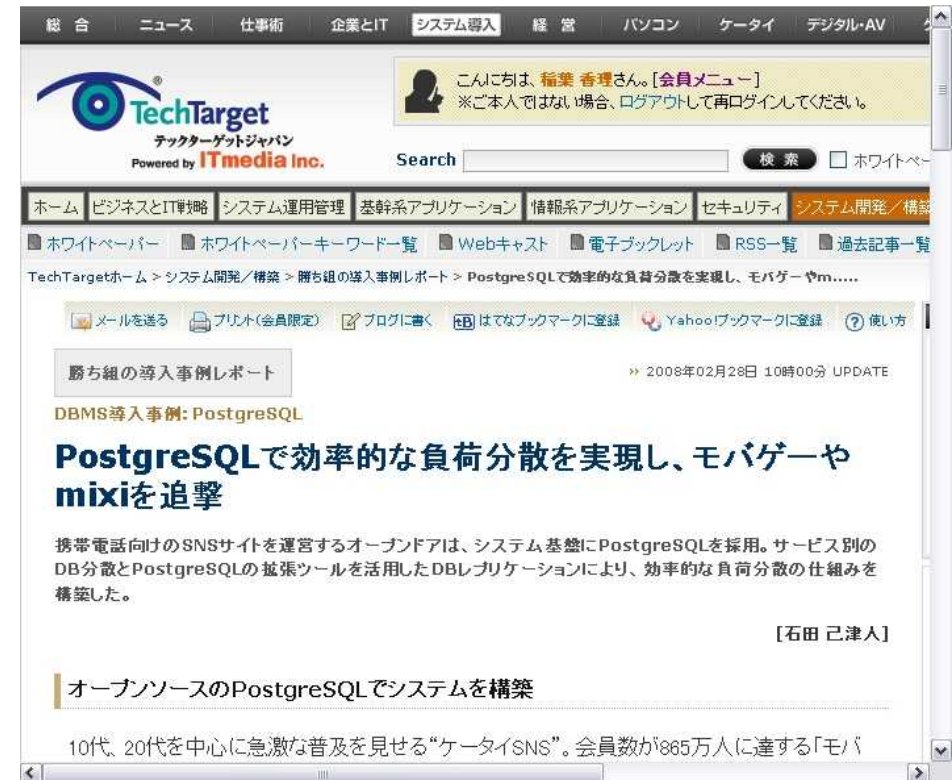 総合 ニュース 仕事術 企業とIT システム導入 経営 パソコン ケータイ デジタル・AV
こんにちは、稲葉 香理さん。[会員メニュー]
※ご本人ではない場合、ログアウトして再ログインしてください。
TechTarget
テックターゲットジャパン
Powered by ITmedia Inc.
Search 検索 ホワイトペー
ホーム ビジネスとIT戦略 システム運用管理 基幹系アプリケーション 情報系アプリケーション セキュリティ システム開発／構築
ホワイトペーパー ホワイトペーパーキーワード一覧 Webキャスト 電子ブックレット RSS一覧 過去記事一覧
TechTargetホーム > システム開発／構築 > 勝ち組の導入事例レポート > PostgreSQLで効率的な負荷分散を実現し、モバゲーやm.....
メールを送る プリント(会員限定) ブログに書く はてなブックマークに登録 Yahoo!ブックマークに登録 使い方
勝ち組の導入事例レポート
›› 2008年02月28日 10時00分 UPDATE
DBMS導入事例: PostgreSQL
PostgreSQLで効率的な負荷分散を実現し、モバゲーや
mixiを追撃
携帯電話向けのSNSサイトを運営するオープンドアは、システム基盤にPostgreSQLを採用。サービス別の
DB分散とPostgreSQLの拡張ツールを活用したDBレプリケーションにより、効率的な負荷分散の仕組みを
構築した。
[石田 己津人]
オープンソースのPostgreSQLでシステムを構築
10代、20代を中心に急激な普及を見せる“ケータイSNS”。会員数が865万人に達する「モバ